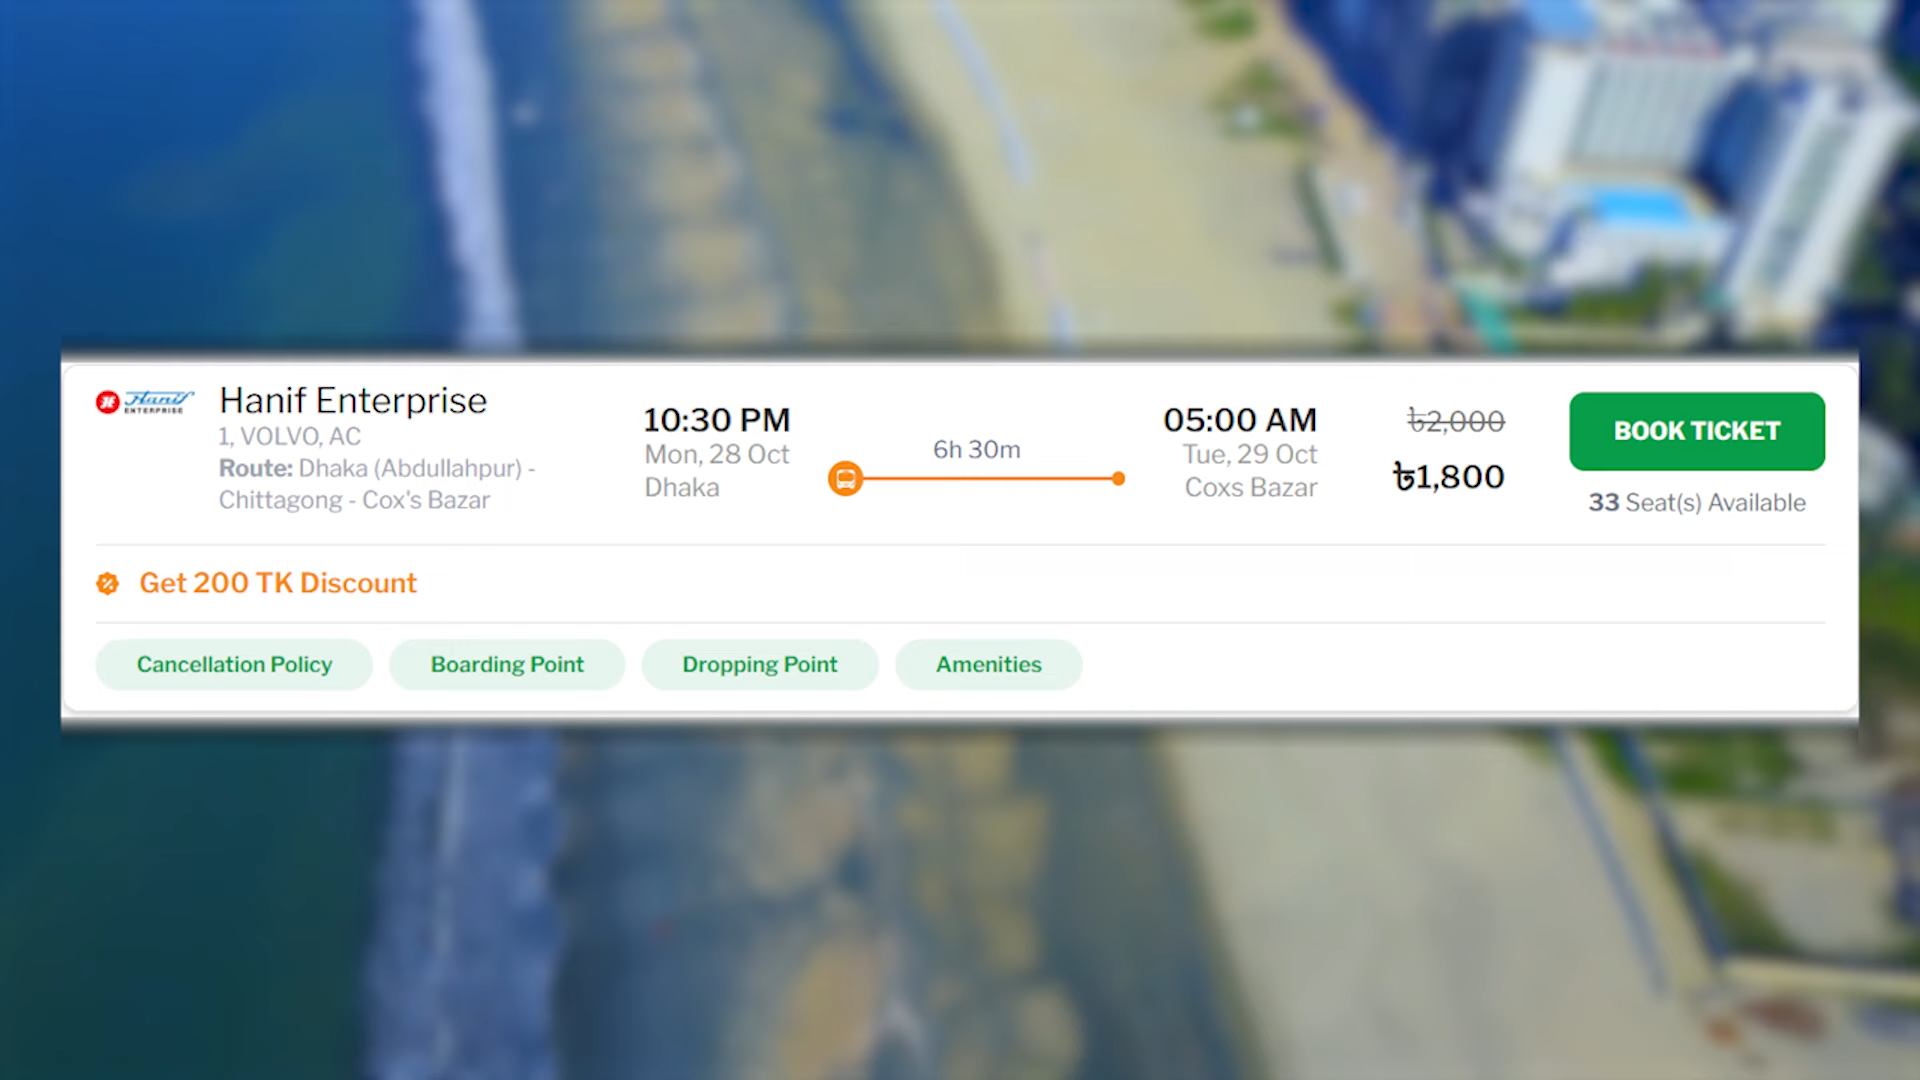 Hanif
ENTERPRISE
Hanif Enterprise
1, VOLVO, AC
Route: Dhaka (Abdullahpur) -
Chittagong - Cox's Bazar
10:30 PM
Mon, 28 Oct
Dhaka
6h 30m
05:00 AM
Tue, 29 Oct
Coxs Bazar
৳2,000
৳1,800
BOOK TICKET
33 Seat(s) Available
Get 200 TK Discount
Cancellation Policy
Boarding Point
Dropping Point
Amenities